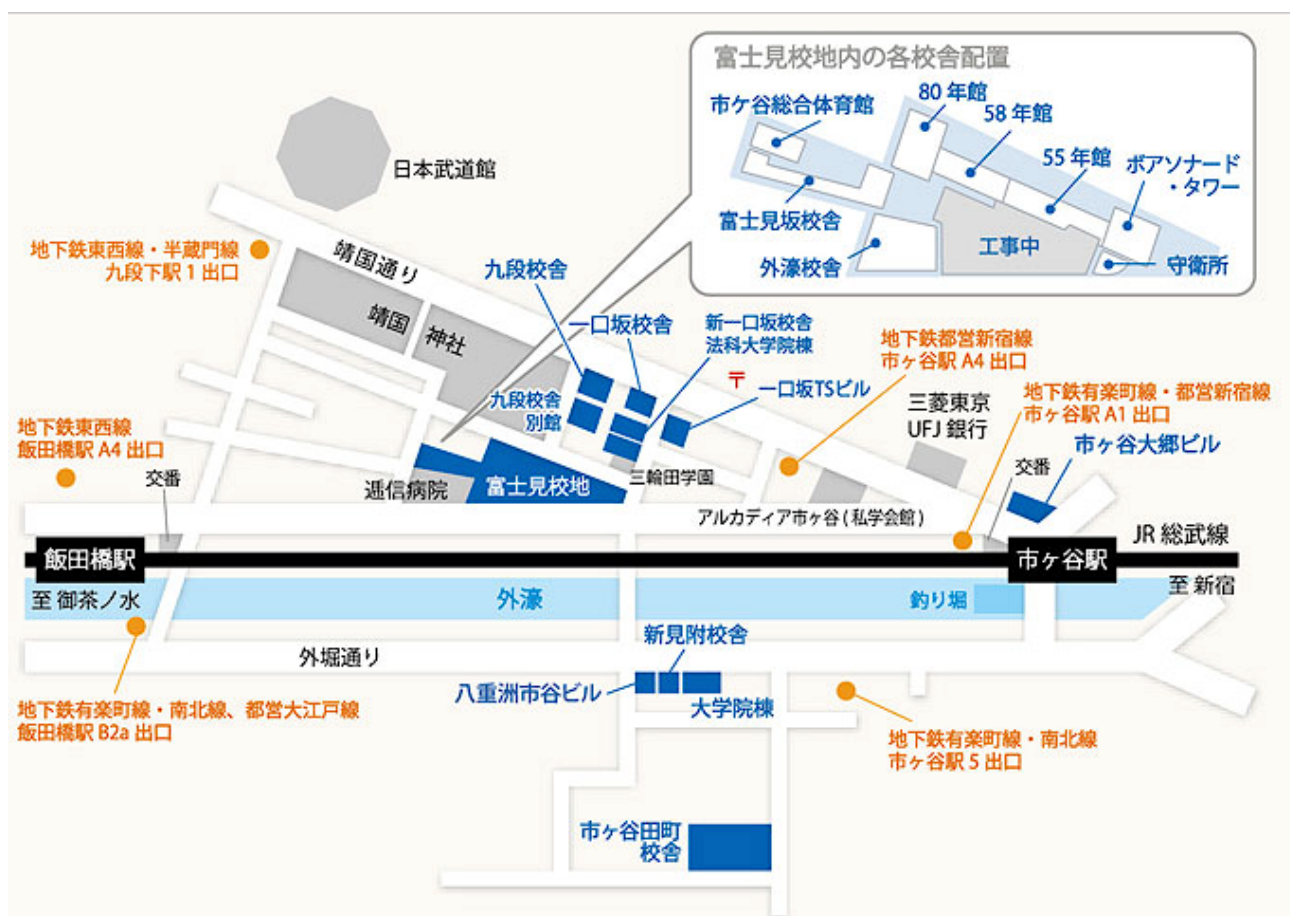 富士見校地内の各校舎配置
80 年館
市ケ谷総合体育館
58 年館
55 年館
ボアソナード
・タワー
富士見坂校舎
工事中
外濠校舎
守衛所
日本武道館
地下鉄東西線・半蔵門線
九段下駅 1 出口
靖国通り
靖国
神社
九段校舎
一口坂校舎
新一口坂校舎
法科大学院棟
〒
一口坂TSビル
九段校舎
別館
地下鉄都営新宿線
市ヶ谷駅 A4 出口
三菱東京
UFJ 銀行
地下鉄有楽町線・都営新宿線
市ヶ谷駅 A1 出口
市ヶ谷大郷ビル
交番
地下鉄東西線
飯田橋駅 A4 出口
交番
逓信病院
富士見校地
三輪田学園
アルカディア市ヶ谷 ( 私学会館 )
飯田橋駅
市ヶ谷駅
JR 総武線
至 御茶ノ水
外濠
釣り堀
至 新宿
外堀通り
新見附校舎
八重洲市谷ビル
大学院棟
地下鉄有楽町線・南北線、都営大江戸線
飯田橋駅 B2a 出口
地下鉄有楽町線・南北線
市ヶ谷駅 5 出口
市ヶ谷田町
校舎